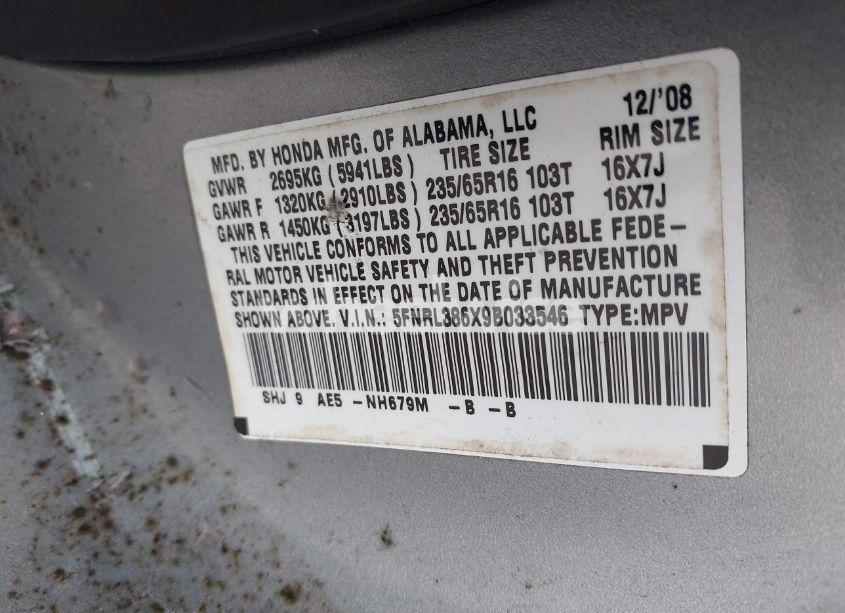 12/'08
MFD. BY HONDA MFG. OF ALABAMA, LLC
GVWR 2695KG (5941LBS) TIRE SIZE RIM SIZE
GAWR F 1320KG (2910LBS) 235/65R16 103T 16X7J
GAWR R 1450KG (3197LBS) 235/65R16 103T 16X7J
THIS VEHICLE CONFORMS TO ALL APPLICABLE FEDE-
RAL MOTOR VEHICLE SAFETY AND THEFT PREVENTION
STANDARDS IN EFFECT ON THE DATE OF MANUFACTURE
SHOWN ABOVE. V.I.N.: 5FNRL386X9B033546 TYPE:MPV
SHJ 9 AE5 -NH679M -B -B